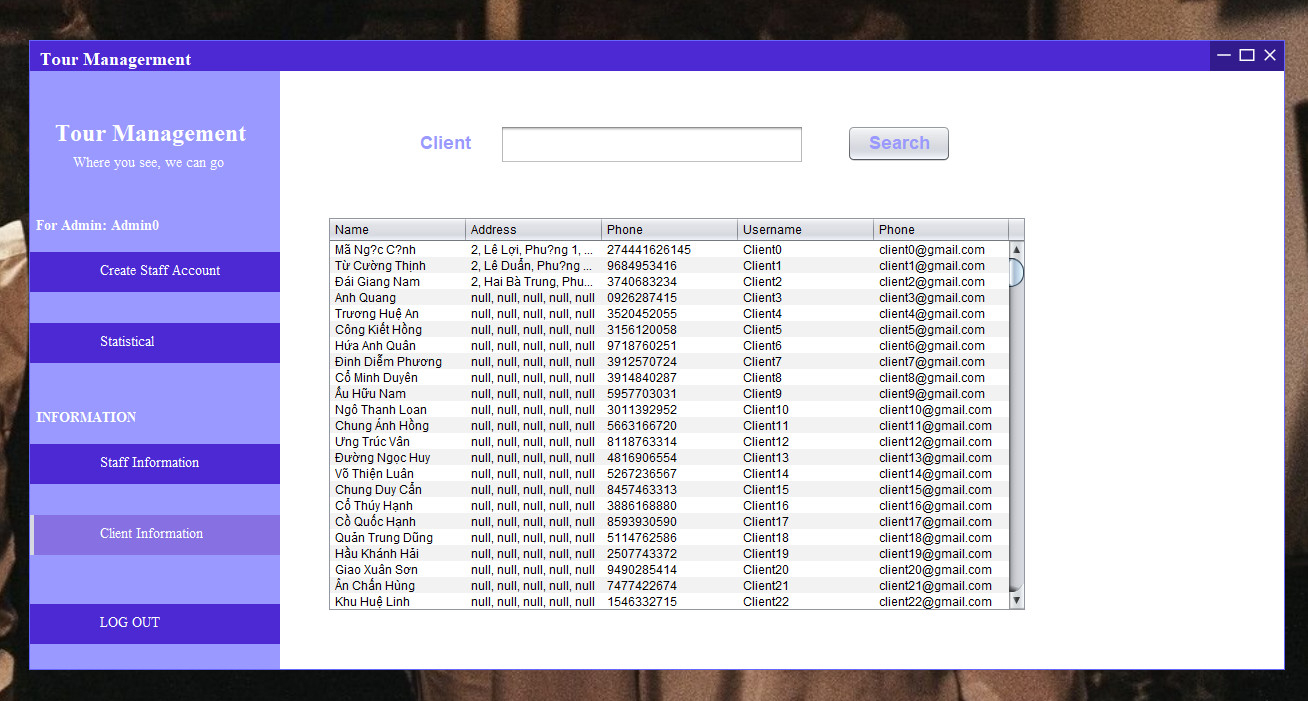 Tour Managerment
Tour Management
Where you see, we can go
For Admin: Admin0
Create Staff Account
Statistical
INFORMATION
Staff Information
Client Information
LOG OUT
Client Search
Name Address Phone Username Phone
Mã Ng?c C?nh 2, Lê Lợi, Phu?ng 1, ... 274441626145 Client0 client0@gmail.com
Từ Cường Thịnh 2, Lê Duẩn, Phu?ng ... 9684953416 Client1 client1@gmail.com
Đái Giang Nam 2, Hai Bà Trung, Phu... 3740683234 Client2 client2@gmail.com
Anh Quang null, null, null, null, null 0926287415 Client3 client3@gmail.com
Trương Huệ An null, null, null, null, null 3520452055 Client4 client4@gmail.com
Công Kiết Hồng null, null, null, null, null 3156120058 Client5 client5@gmail.com
Hứa Anh Quân null, null, null, null, null 9718760251 Client6 client6@gmail.com
Định Diễm Phương null, null, null, null, null 3912570724 Client7 client7@gmail.com
Cổ Minh Duyên null, null, null, null, null 3914840287 Client8 client8@gmail.com
Ấu Hữu Nam null, null, null, null, null 5957703031 Client9 client9@gmail.com
Ngô Thanh Loan null, null, null, null, null 3011392952 Client10 client10@gmail.com
Chung Ánh Hồng null, null, null, null, null 5663166720 Client11 client11@gmail.com
Ưng Trúc Vân null, null, null, null, null 8118763314 Client12 client12@gmail.com
Đường Ngọc Huy null, null, null, null, null 4816906554 Client13 client13@gmail.com
Võ Thiện Luân null, null, null, null, null 5267236567 Client14 client14@gmail.com
Chung Duy Cẩn null, null, null, null, null 8457463313 Client15 client15@gmail.com
Cổ Thúy Hạnh null, null, null, null, null 3886168880 Client16 client16@gmail.com
Cồ Quốc Hạnh null, null, null, null, null 8593930590 Client17 client17@gmail.com
Quản Trung Dũng null, null, null, null, null 5114762586 Client18 client18@gmail.com
Hầu Khánh Hải null, null, null, null, null 2507743372 Client19 client19@gmail.com
Giao Xuân Sơn null, null, null, null, null 9490285414 Client20 client20@gmail.com
Ân Chấn Hùng null, null, null, null, null 7477422674 Client21 client21@gmail.com
Khu Huệ Linh null, null, null, null, null 1546332715 Client22 client22@gmail.com